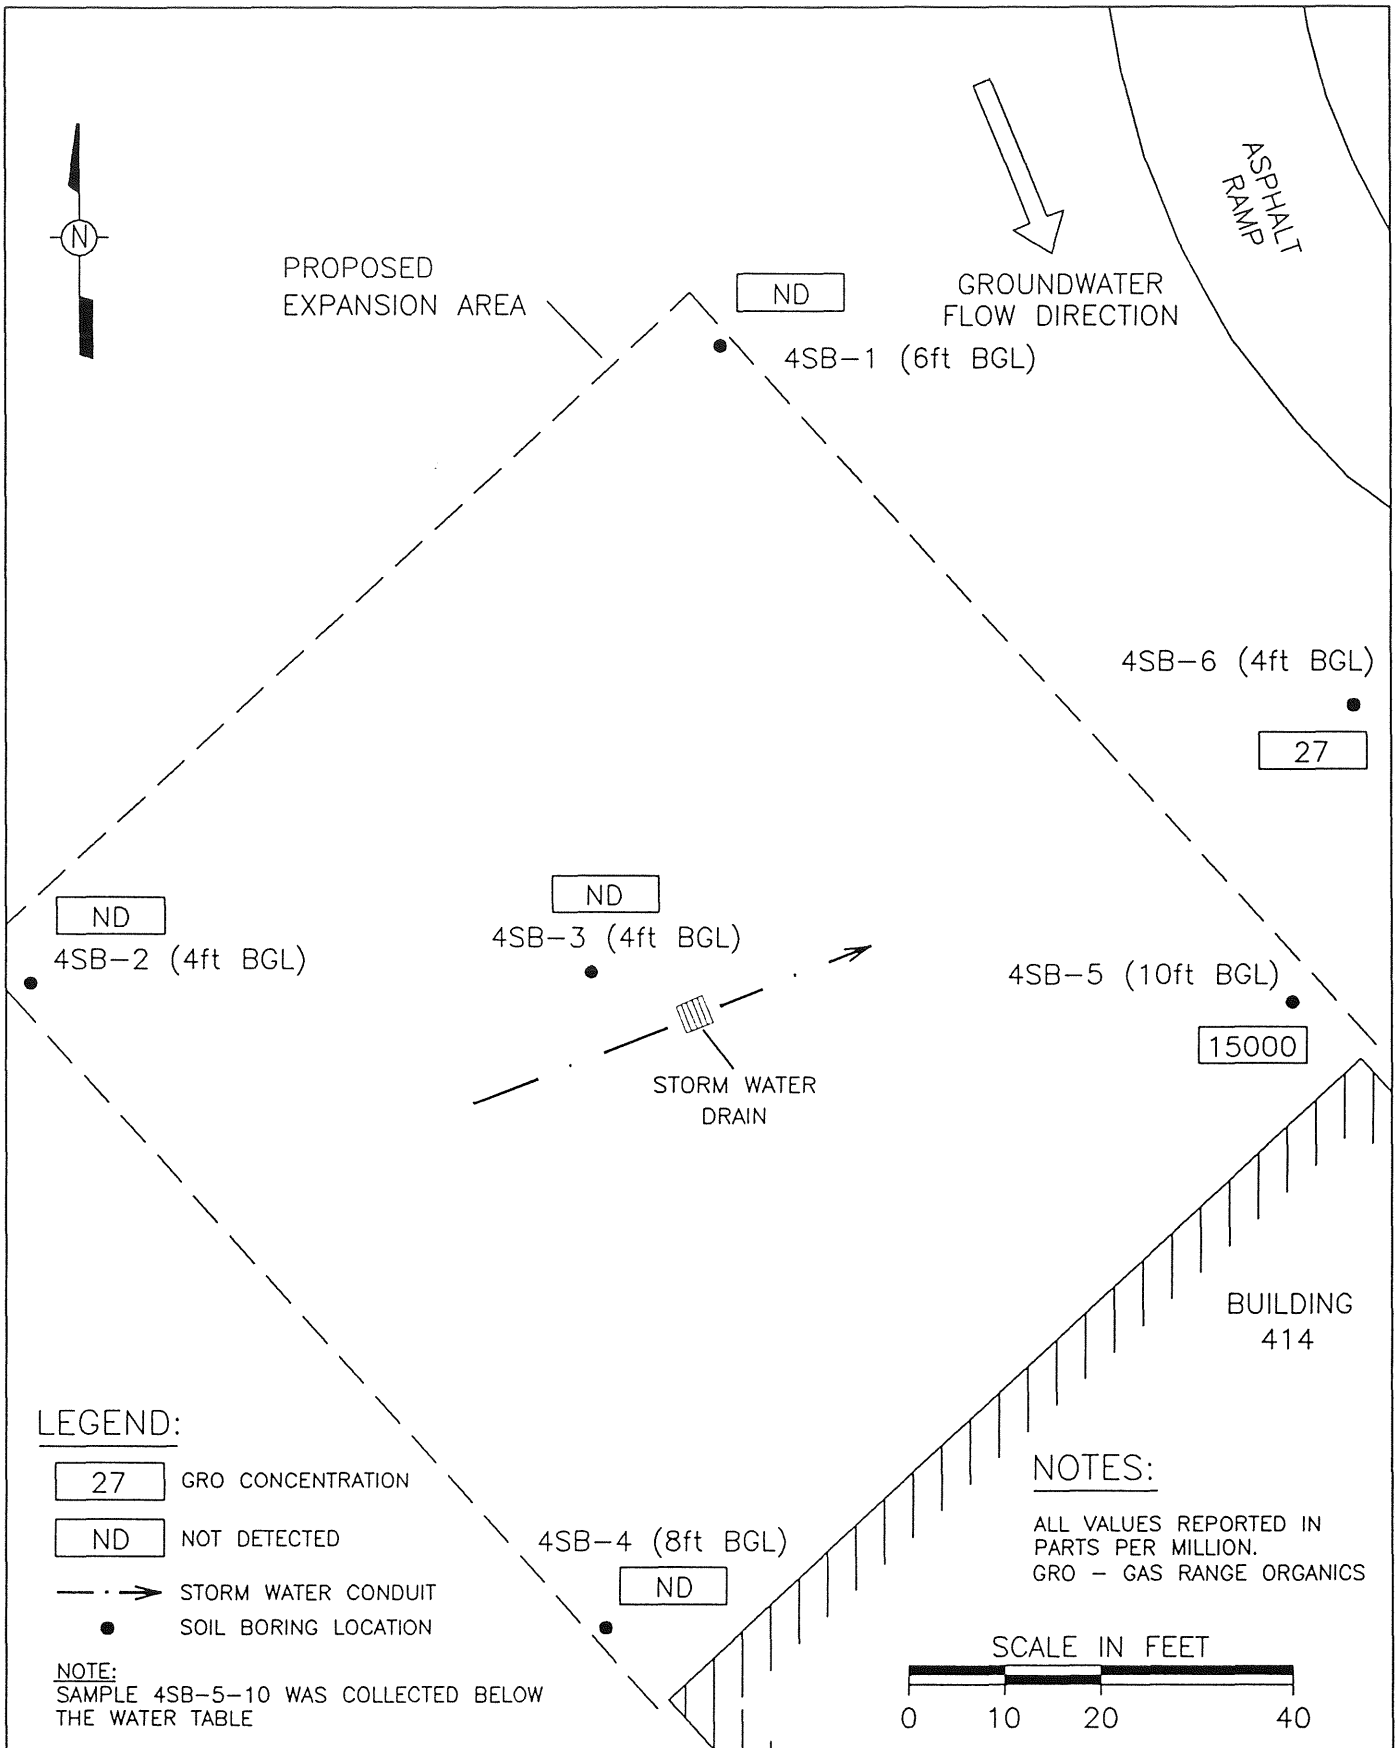 ASPHALT
RAMP
N
PROPOSED
EXPANSION AREA
GROUNDWATER
FLOW DIRECTION
ND
4SB-1 (6ft BGL)
4SB-6 (4ft BGL)
27
ND
4SB-2 (4ft BGL)
ND
4SB-3 (4ft BGL)
4SB-5 (10ft BGL)
15000
STORM WATER
DRAIN
BUILDING
414
LEGEND:
27 GRO CONCENTRATION
ND NOT DETECTED
STORM WATER CONDUIT
SOIL BORING LOCATION
NOTE:
SAMPLE 4SB-5-10 WAS COLLECTED BELOW
THE WATER TABLE
4SB-4 (8ft BGL)
ND
NOTES:
ALL VALUES REPORTED IN
PARTS PER MILLION.
GRO - GAS RANGE ORGANICS
SCALE IN FEET
0 10 20 40